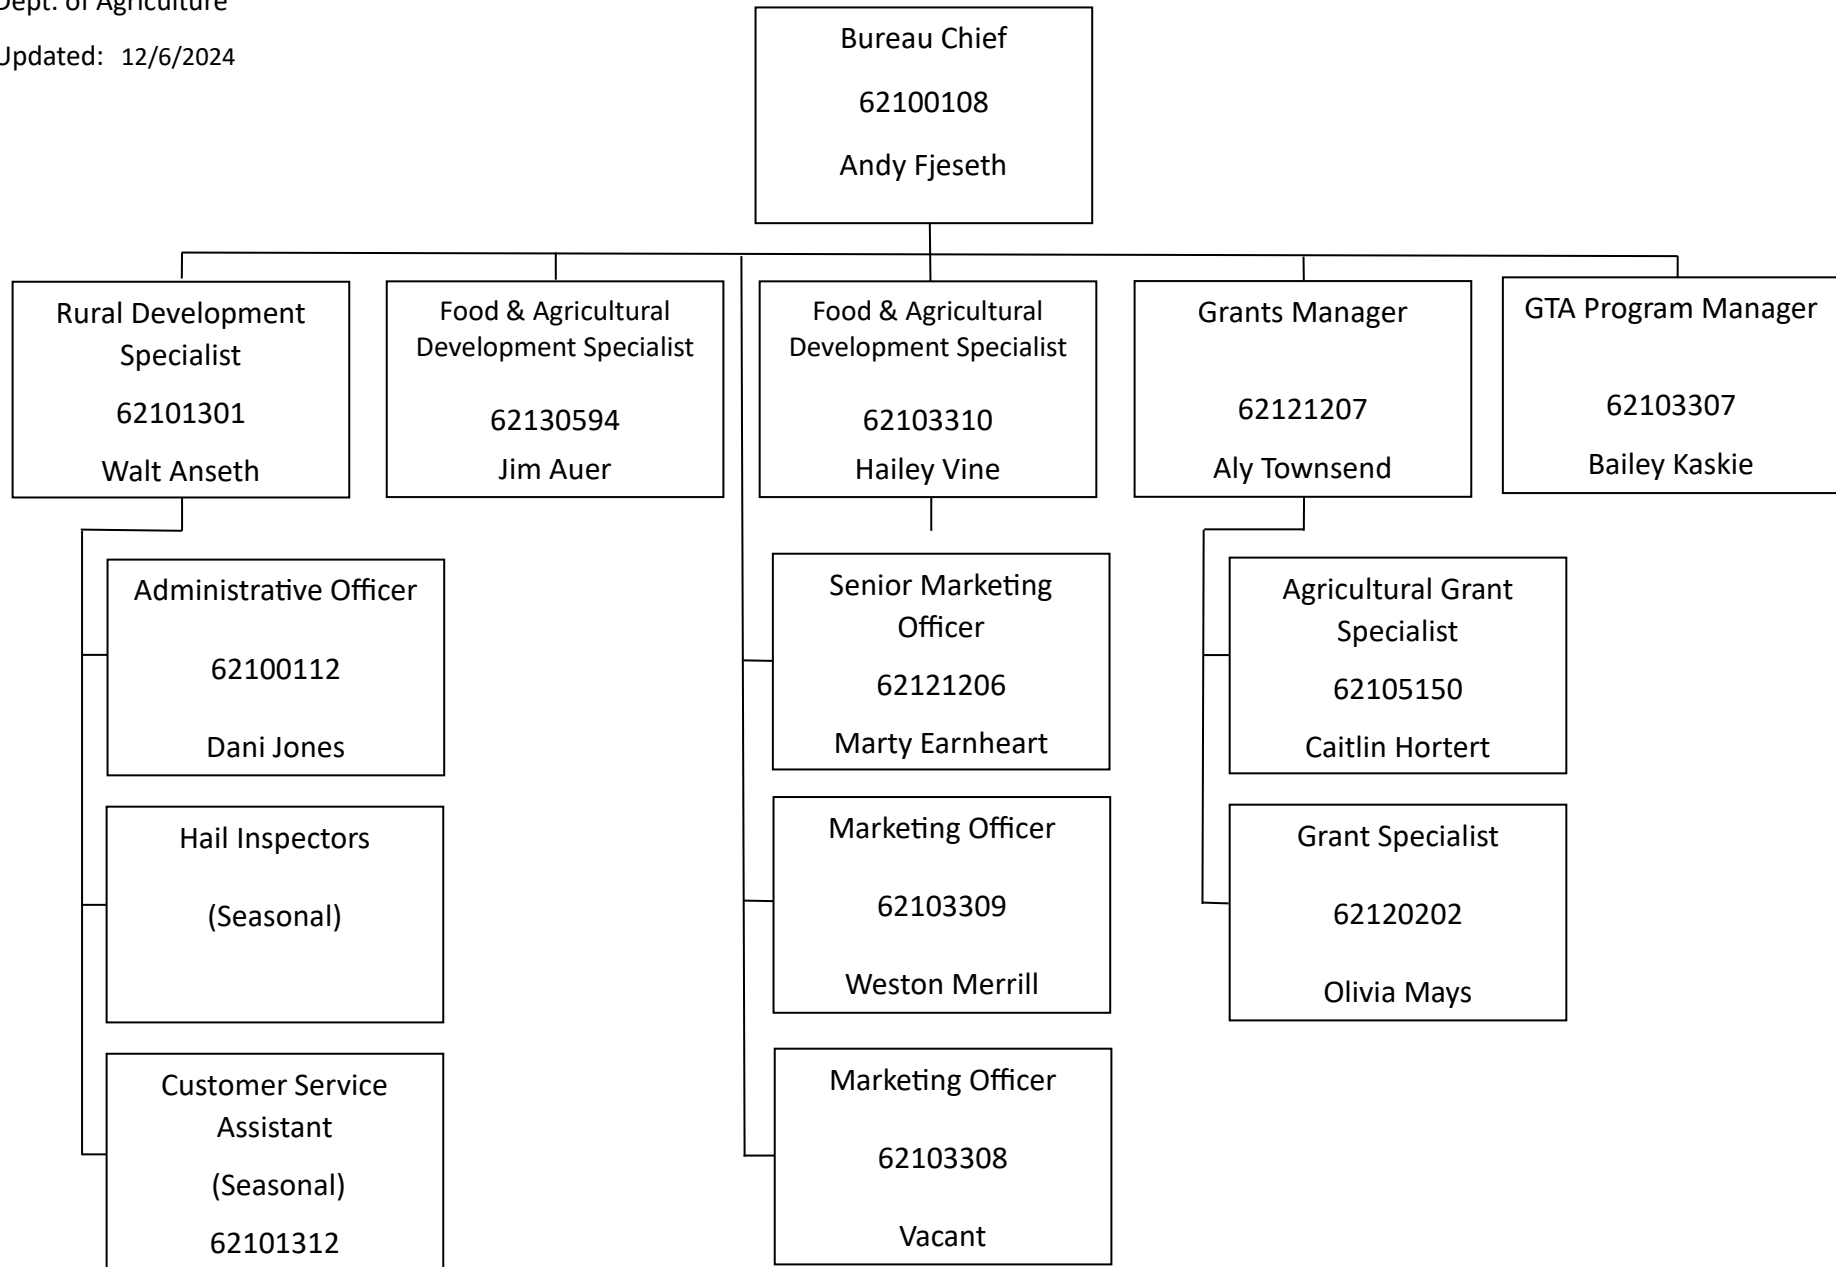 Dept. of Agriculture
Updated: 12/6/2024
Bureau Chief
62100108
Andy Fjeseth
Rural Development
Specialist
62101301
Walt Anseth
Food & Agricultural
Development Specialist
62130594
Jim Auer
Food & Agricultural
Development Specialist
62103310
Hailey Vine
Grants Manager
62121207
Aly Townsend
GTA Program Manager
62103307
Bailey Kaskie
Administrative Officer
62100112
Dani Jones
Hail Inspectors
(Seasonal)
Customer Service
Assistant
(Seasonal)
62101312
Senior Marketing
Officer
62121206
Marty Earnheart
Marketing Officer
62103309
Weston Merrill
Marketing Officer
62103308
Vacant
Agricultural Grant
Specialist
62105150
Caitlin Hortert
Grant Specialist
62120202
Olivia Mays